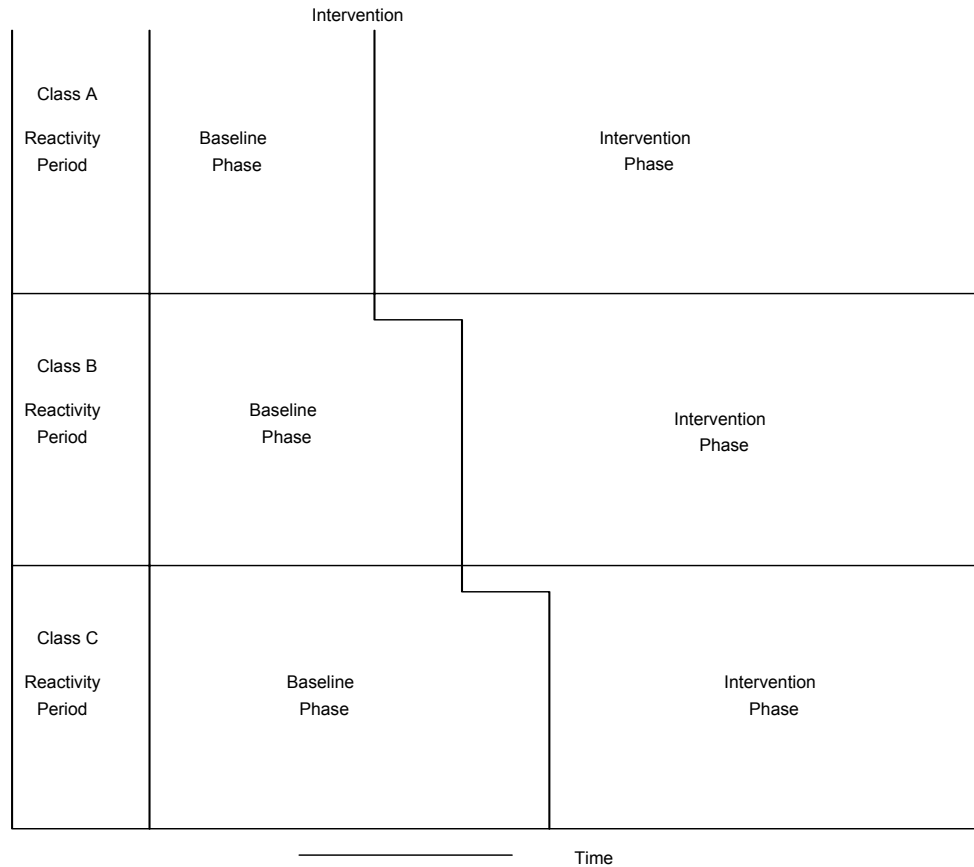 Intervention
Class A
Reactivity
Period
Baseline
Phase
Intervention
Phase
Class B
Reactivity
Period
Baseline
Phase
Intervention
Phase
Class C
Reactivity
Period
Baseline
Phase
Intervention
Phase
Time